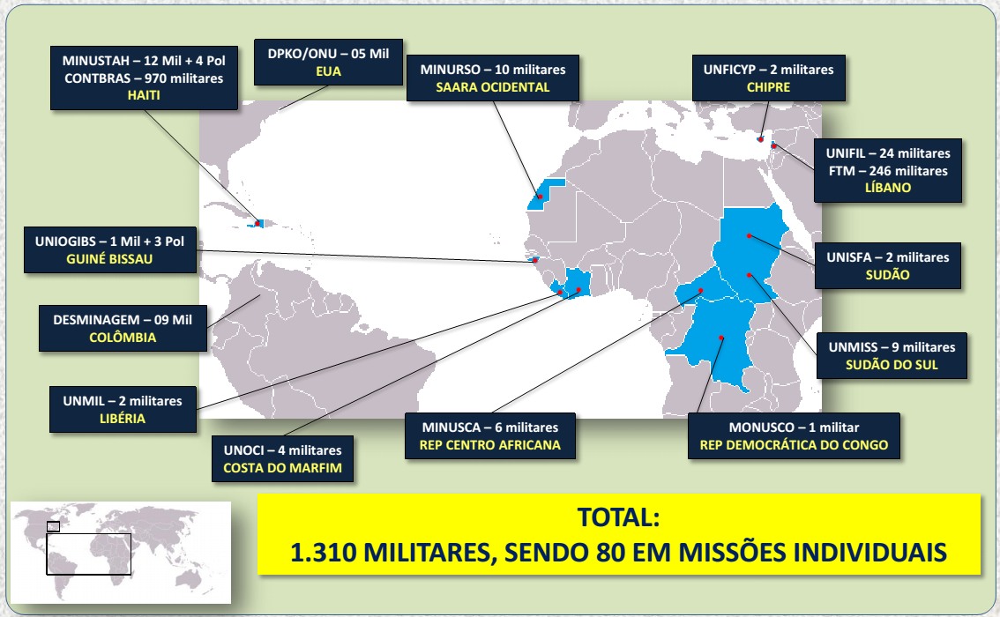 MINUSTAH – 12 Mil + 4 Pol
CONTBRAS – 970 militares
HAITI
DPKO/ONU – 05 Mil
EUA
MINURSO – 10 militares
SAARA OCIDENTAL
UNFICYP – 2 militares
CHIPRE
UNIFIL – 24 militares
FTM – 246 militares
LÍBANO
UNIOGIBS – 1 Mil + 3 Pol
GUINÉ BISSAU
UNISFA – 2 militares
SUDÃO
DESMINAGEM – 09 Mil
COLÔMBIA
UNMISS – 9 militares
SUDÃO DO SUL
UNMIL – 2 militares
LIBÉRIA
UNOCI – 4 militares
COSTA DO MARFIM
MINUSCA – 6 militares
REP CENTRO AFRICANA
MONUSCO – 1 militar
REP DEMOCRÁTICA DO CONGO
TOTAL:
1.310 MILITARES, SENDO 80 EM MISSÕES INDIVIDUAIS